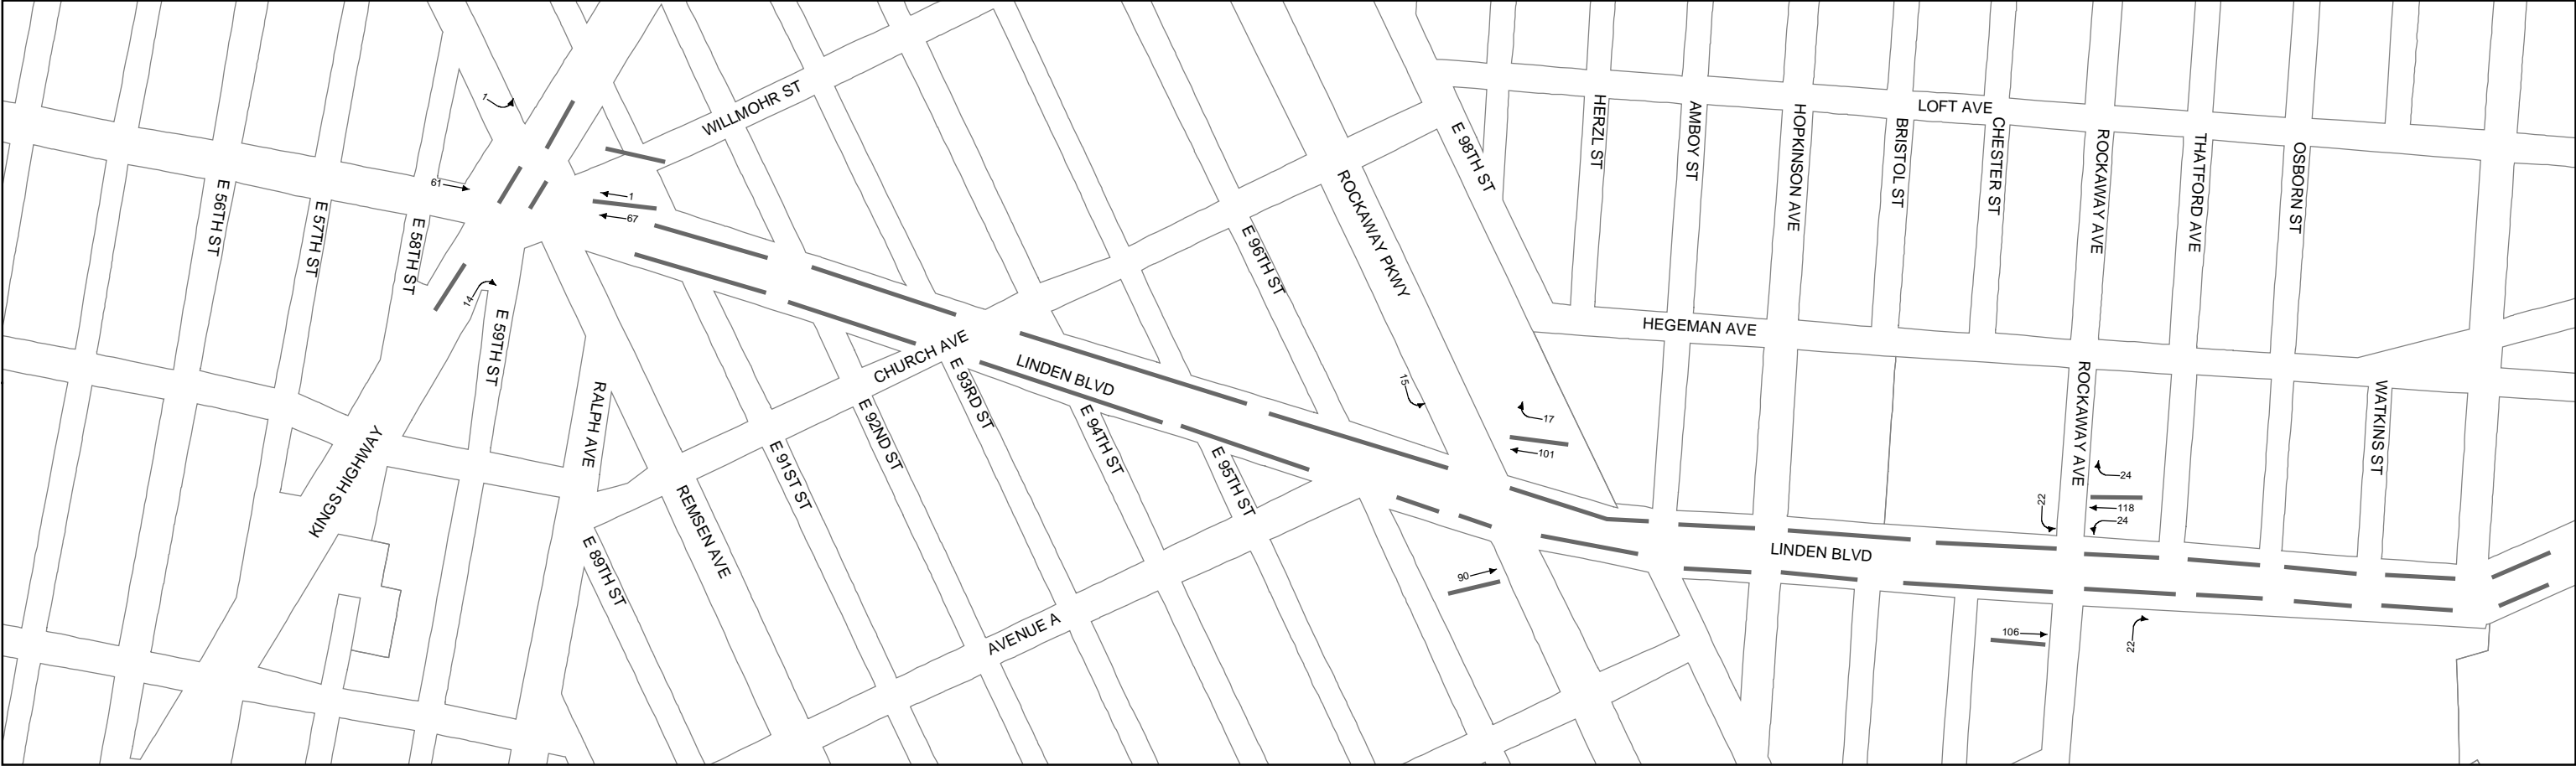 1
WILLMOHR ST
LOFT AVE
HERZL ST
AMBOY ST
HOPKINSON AVE
BRISTOL ST
CHESTER ST
ROCKAWAY AVE
THATFORD AVE
OSBORN ST
E 98TH ST
61
1
67
E 56TH ST
E 57TH ST
E 58TH ST
ROCKAWAY PKWY
E 96TH ST
14
E 59TH ST
HEGEMAN AVE
CHURCH AVE
LINDEN BLVD
E 93RD ST
15
17
101
ROCKAWAY AVE
WATKINS ST
RALPH AVE
E 92ND ST
E 94TH ST
E 95TH ST
E 91ST ST
KINGS HIGHWAY
REMSEN AVE
24
22
118
24
E 89TH ST
LINDEN BLVD
90
AVENUE A
106
22